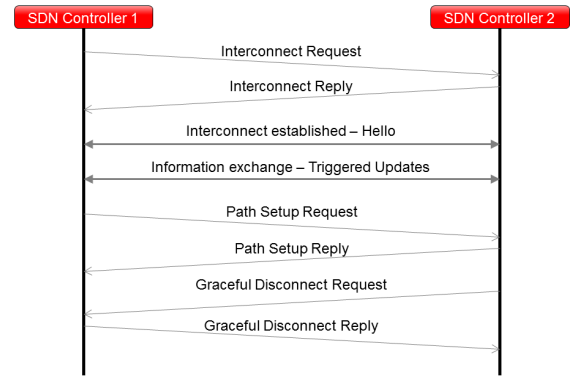 SDN Controller 1
SDN Controller 2
Interconnect Request
Interconnect Reply
Interconnect established – Hello
Information exchange – Triggered Updates
Path Setup Request
Path Setup Reply
Graceful Disconnect Request
Graceful Disconnect Reply